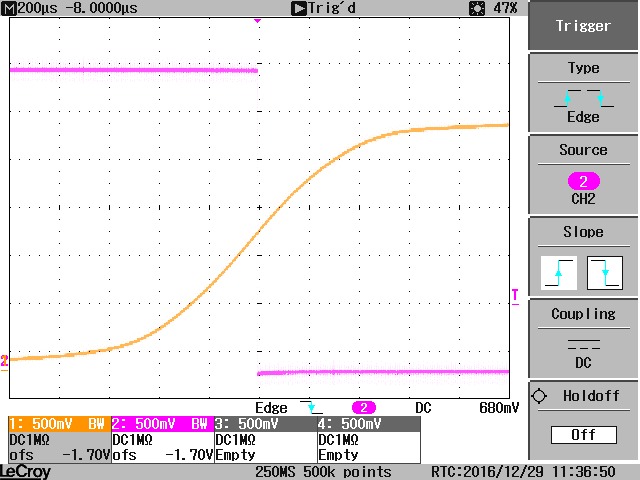 M 200µs -8.0000µs Trig'd 47%
Trigger
Type
Edge
Source
2
CH2
Slope
T
Coupling
DC
2
Holdoff
Edge 2 DC 680mV
Off
1: 500mV BW 2: 500mV BW 3: 500mV 4: 500mV
DC1MΩ DC1MΩ DC1MΩ DC1MΩ
ofs -1.70V ofs -1.70V Empty Empty
LeCroy 250MS 500k points RTC:2016/12/29 11:36:50